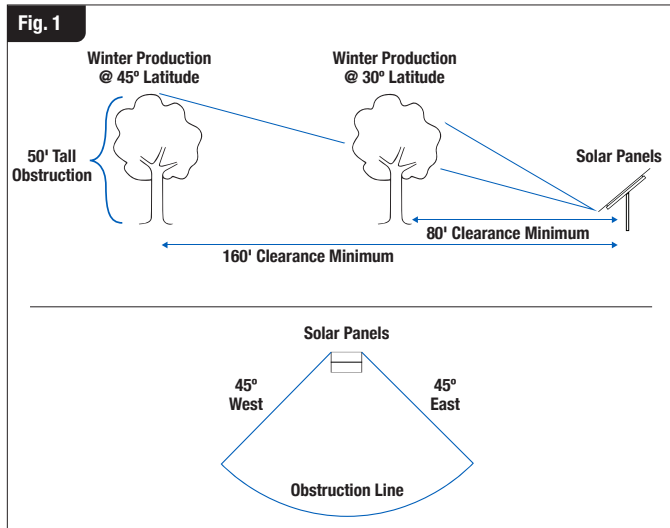 Fig. 1
Winter Production
@ 45º Latitude
Winter Production
@ 30º Latitude
50' Tall
Obstruction
Solar Panels
80' Clearance Minimum
160' Clearance Minimum
Solar Panels
45º
West
45º
East
Obstruction Line